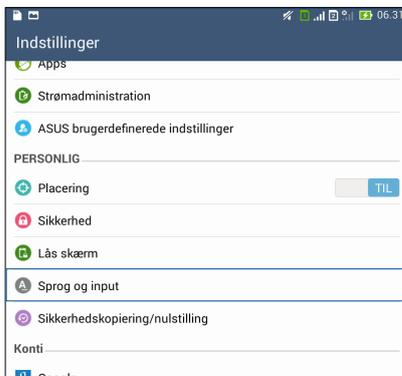 06.31
Indstillinger
Apps
Strømadministration
ASUS brugerdefinerede indstillinger
PERSONLIG
Placering
TIL
Sikkerhed
Lås skærm
Sprog og input
Sikkerhedskopiering/nulstilling
Konti